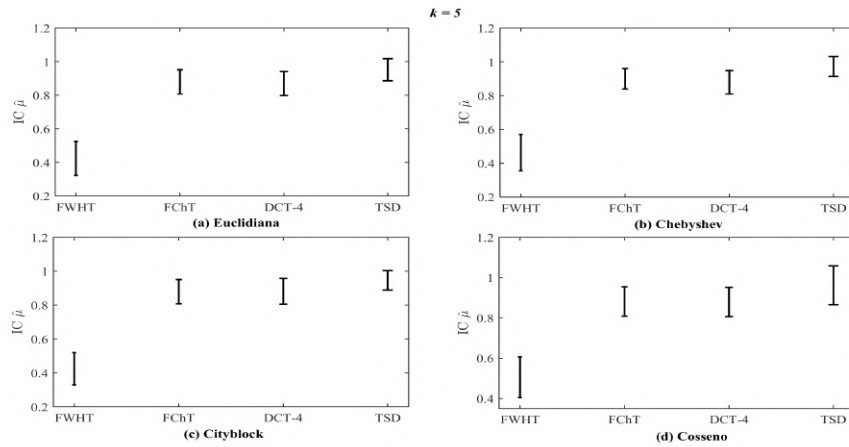 k = 5
1.2
1
0.8
0.6
0.4
0.2
IC μ̂
FWHT FChT DCT-4 TSD
(a) Euclidiana
1.2
1
0.8
0.6
0.4
0.2
IC μ̂
FWHT FChT DCT-4 TSD
(b) Chebyshev
1.2
1
0.8
0.6
0.4
0.2
IC μ̂
FWHT FChT DCT-4 TSD
(c) Cityblock
1.2
1
0.8
0.6
0.4
IC μ̂
FWHT FChT DCT-4 TSD
(d) Cosseno